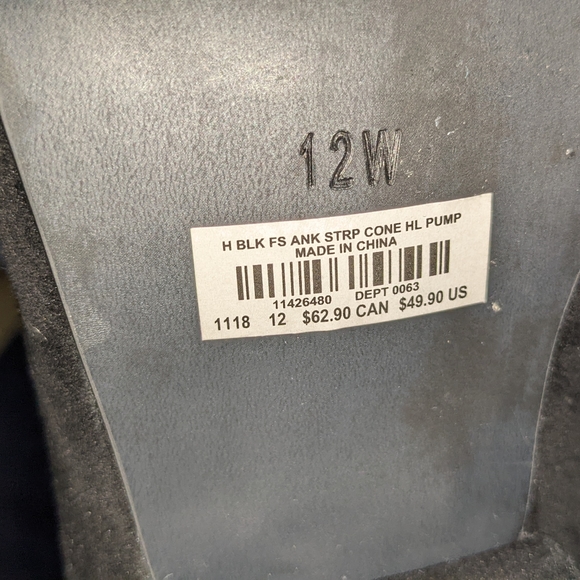 12W
H BLK FS ANK STRP CONE HL PUMP
MADE IN CHINA
11426480 DEPT 0063
1118 12 $62.90 CAN $49.90 US